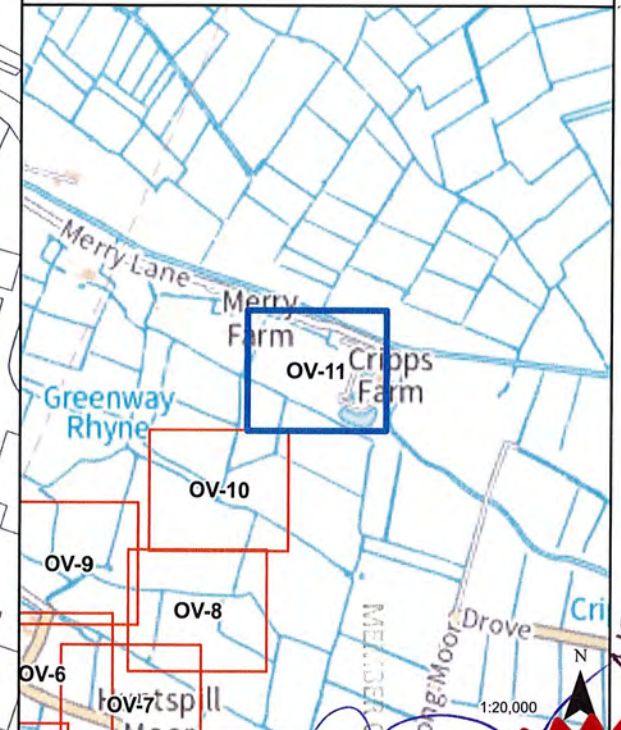 Merry Lane
Merry
Farm
OV-11
Cripps
Farm
Greenway
Rhyne
OV-10
OV-9
OV-8
Cri
Drove
N
OV-6
OV-7
1:20,000